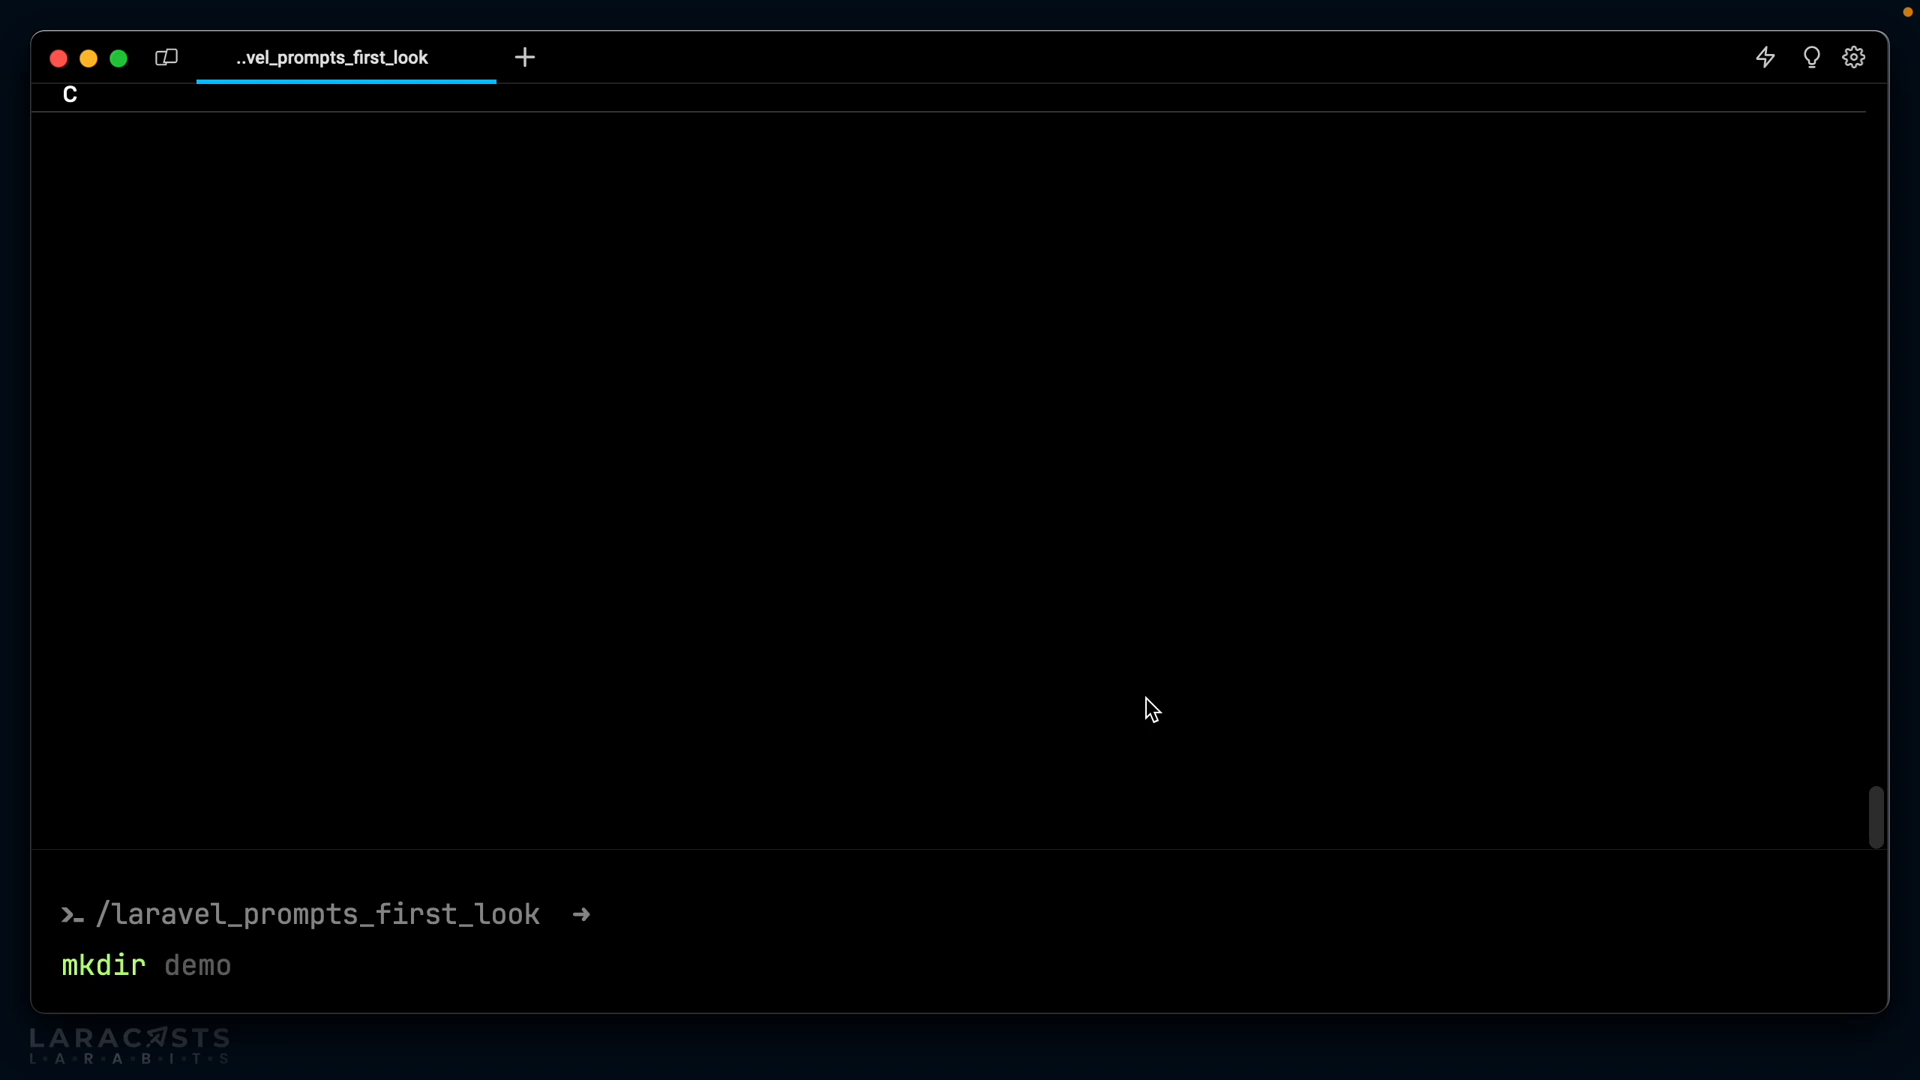 ..vel_prompts_first_look
C
/laravel_prompts_first_look
mkdir demo
LARACASTS
L·A·R·A·B·I·T·S